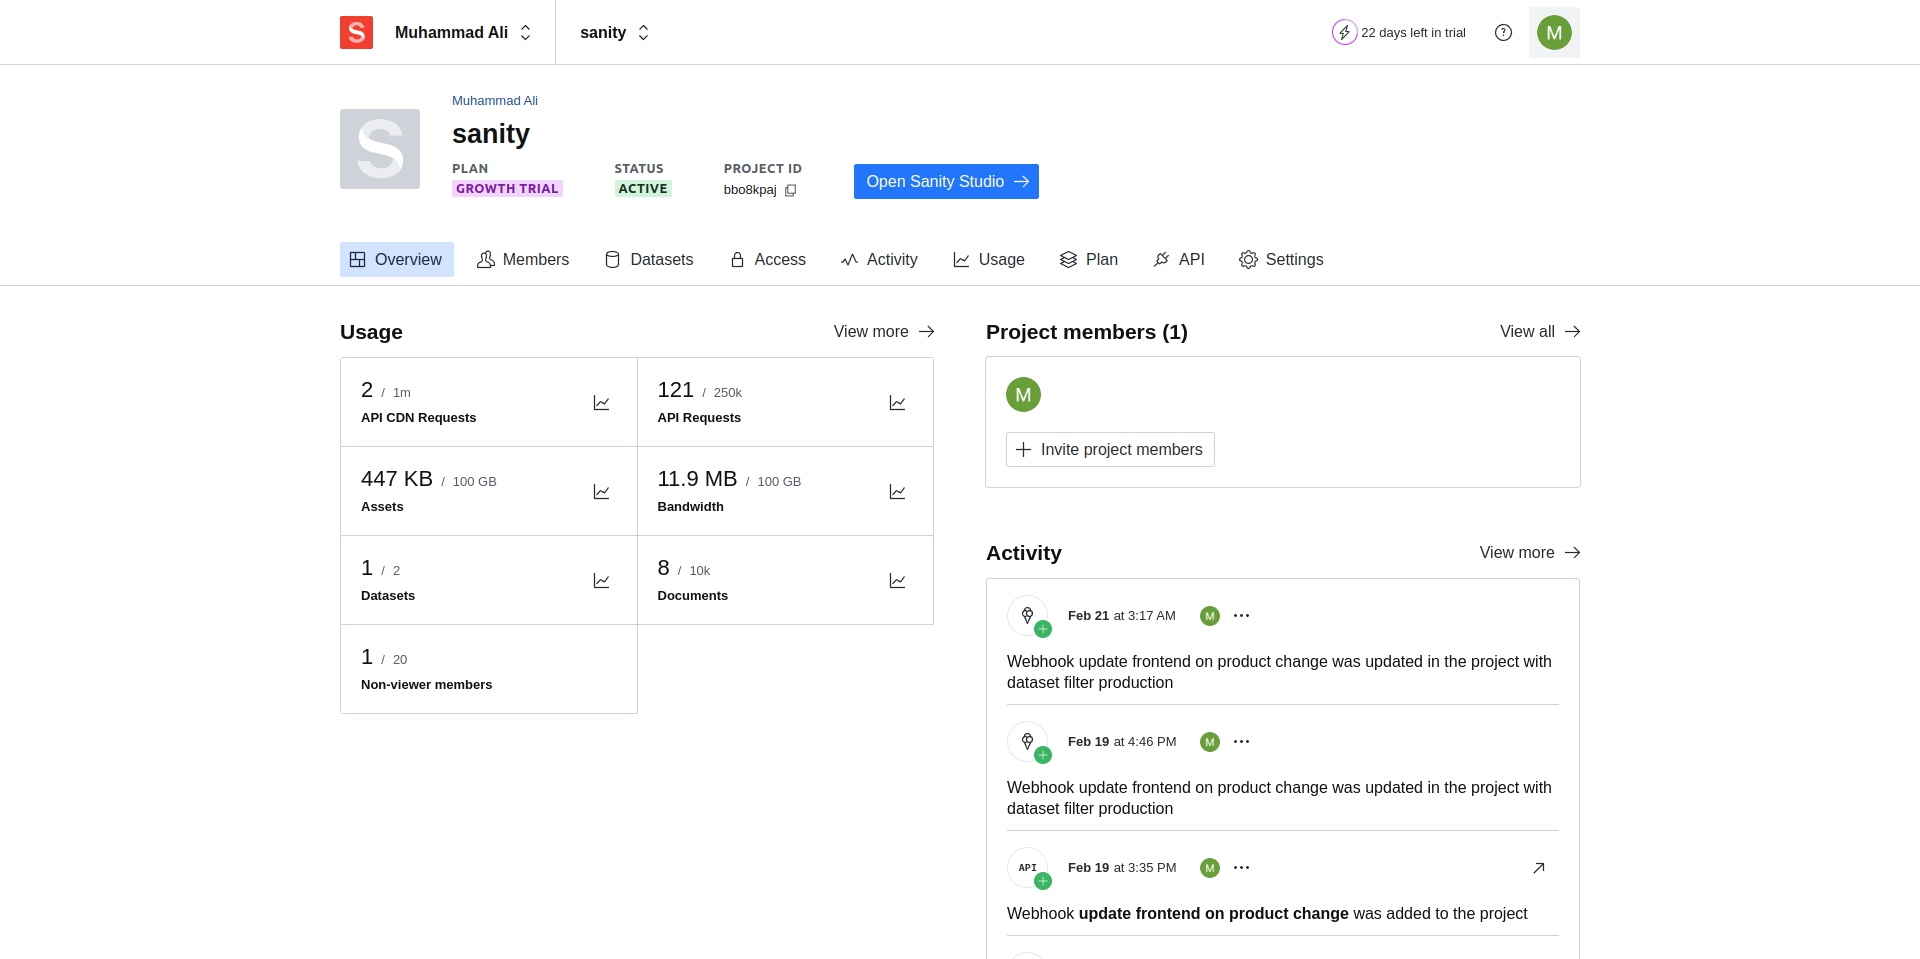 S Muhammad Ali sanity 22 days left in trial ? M
Muhammad Ali
S sanity
PLAN STATUS PROJECT ID
GROWTH TRIAL ACTIVE bbo8kpaj Open Sanity Studio
Overview Members Datasets Access Activity Usage Plan API Settings
Usage View more
2 / 1m
API CDN Requests
121 / 250k
API Requests
447 KB / 100 GB
Assets
11.9 MB / 100 GB
Bandwidth
1 / 2
Datasets
8 / 10k
Documents
1 / 20
Non-viewer members
Project members (1) View all
M
Invite project members
Activity View more
Feb 21 at 3:17 AM M
Webhook update frontend on product change was updated in the project with
dataset filter production
Feb 19 at 4:46 PM M
Webhook update frontend on product change was updated in the project with
dataset filter production
API Feb 19 at 3:35 PM M
Webhook update frontend on product change was added to the project